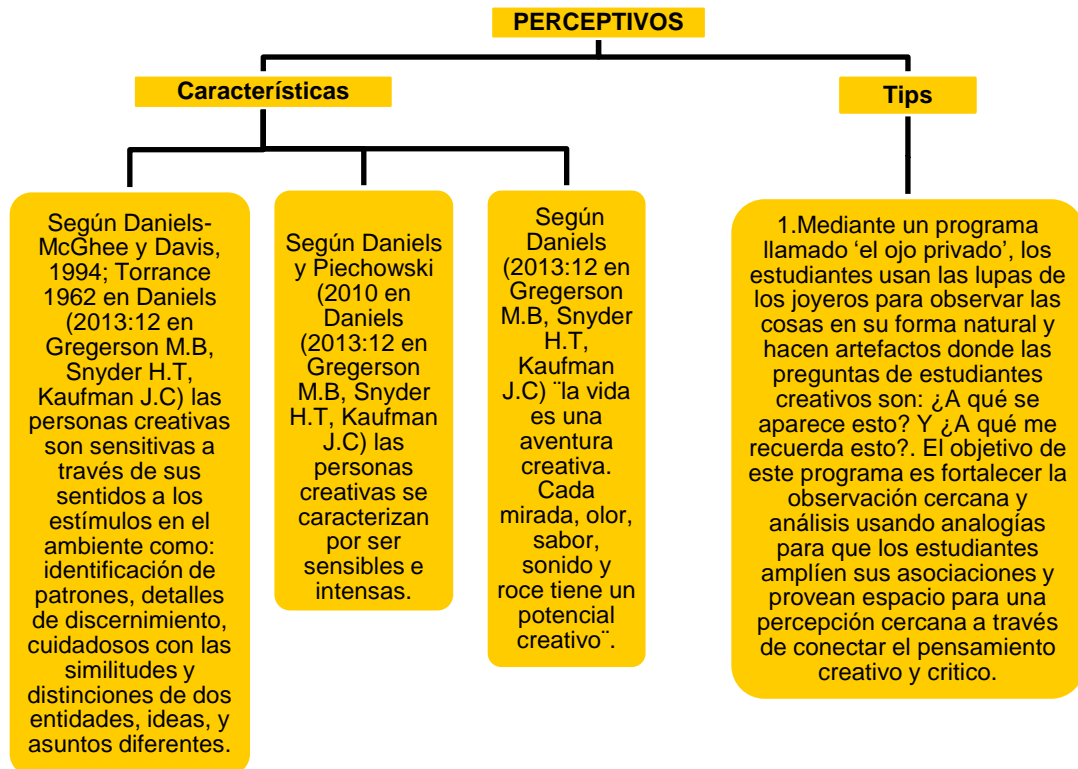 PERCEPTIVOS
Características
Tips
Según Daniels-
McGhee y Davis,
1994; Torrance
1962 en Daniels
(2013:12 en
Gregerson M.B,
Snyder H.T,
Kaufman J.C) las
personas creativas
son sensitivas a
través de sus
sentidos a los
estímulos en el
ambiente como:
identificación de
patrones, detalles
de discernimiento,
cuidadosos con las
similitudes y
distinciones de dos
entidades, ideas, y
asuntos diferentes.
Según Daniels
y Piechowski
(2010 en
Daniels
(2013:12 en
Gregerson
M.B, Snyder
H.T, Kaufman
J.C) las
personas
creativas se
caracterizan
por ser
sensibles e
intensas.
Según
Daniels
(2013:12 en
Gregerson
M.B, Snyder
H.T,
Kaufman
J.C) ¨la vida
es una
aventura
creativa.
Cada
mirada, olor,
sabor,
sonido y
roce tiene un
potencial
creativo¨.
1.Mediante un programa
llamado ‘el ojo privado’, los
estudiantes usan las lupas de
los joyeros para observar las
cosas en su forma natural y
hacen artefactos donde las
preguntas de estudiantes
creativos son: ¿A qué se
aparece esto? Y ¿A qué me
recuerda esto?. El objetivo de
este programa es fortalecer la
observación cercana y
análisis usando analogías
para que los estudiantes
amplíen sus asociaciones y
provean espacio para una
percepción cercana a través
de conectar el pensamiento
creativo y critico.